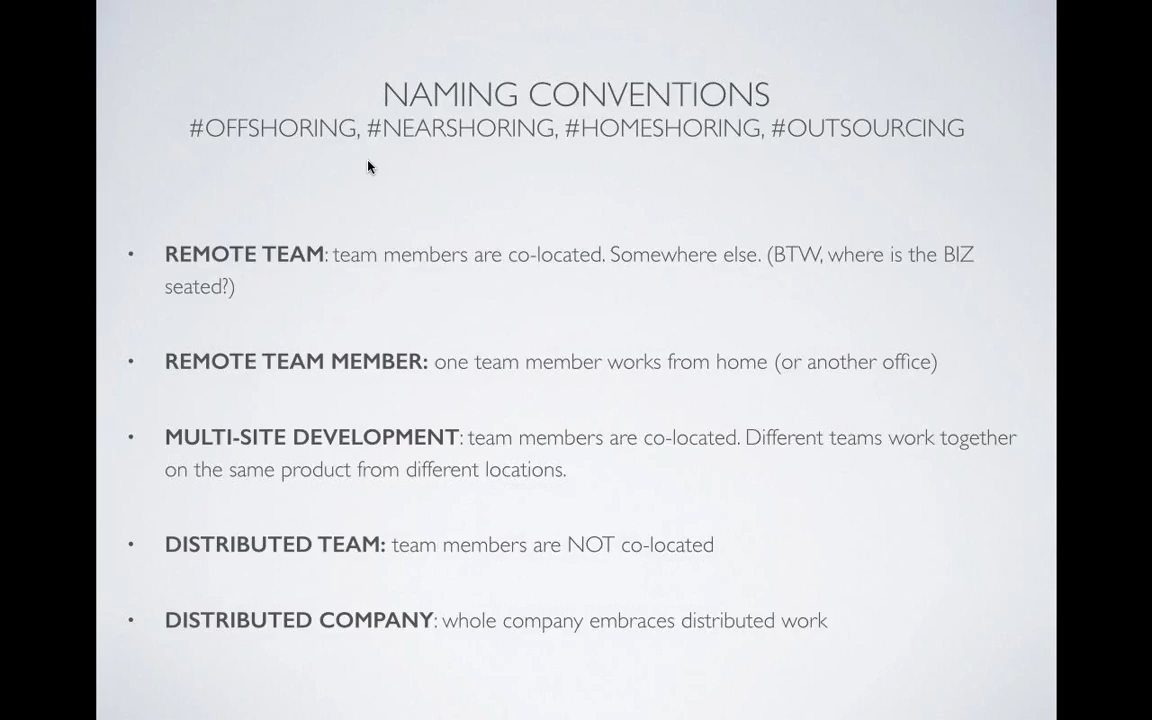 NAMING CONVENTIONS
#OFFSHORING, #NEARSHORING, #HOMESHORING, #OUTSOURCING
• REMOTE TEAM: team members are co-located. Somewhere else. (BTW, where is the BIZ
seated?)
• REMOTE TEAM MEMBER: one team member works from home (or another office)
• MULTI-SITE DEVELOPMENT: team members are co-located. Different teams work together
on the same product from different locations.
• DISTRIBUTED TEAM: team members are NOT co-located
• DISTRIBUTED COMPANY: whole company embraces distributed work